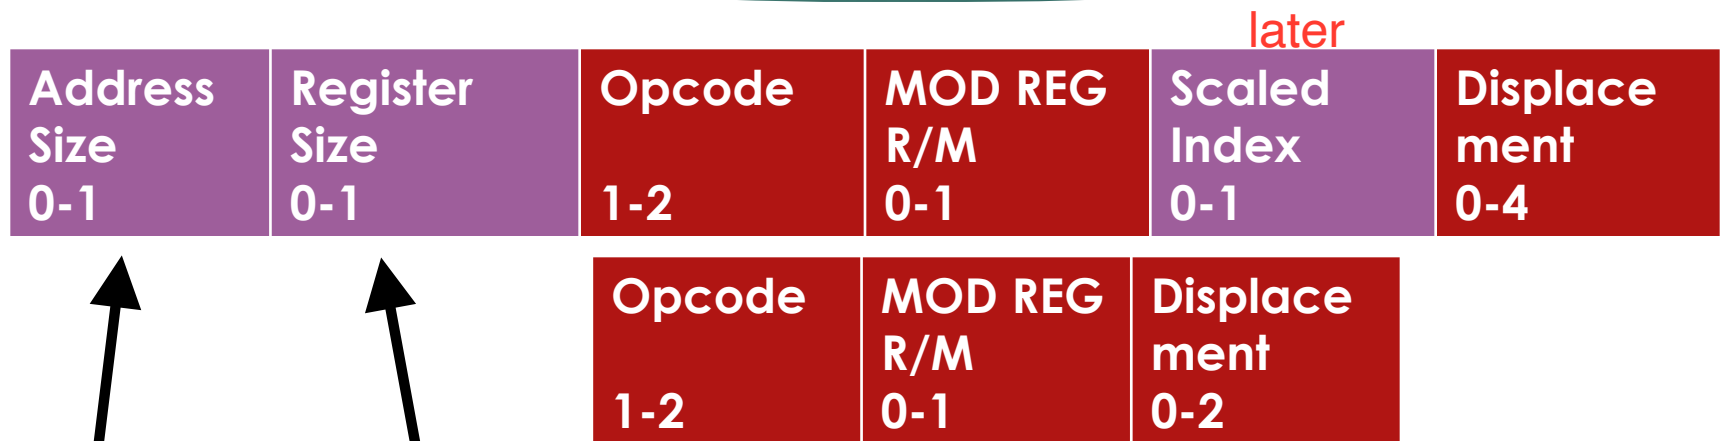 later
Address
Size
0-1
Register
Size
0-1
Opcode
1-2
MOD REG
R/M
0-1
Scaled
Index
0-1
Displace
ment
0-4
Opcode
1-2
MOD REG
R/M
0-1
Displace
ment
0-2